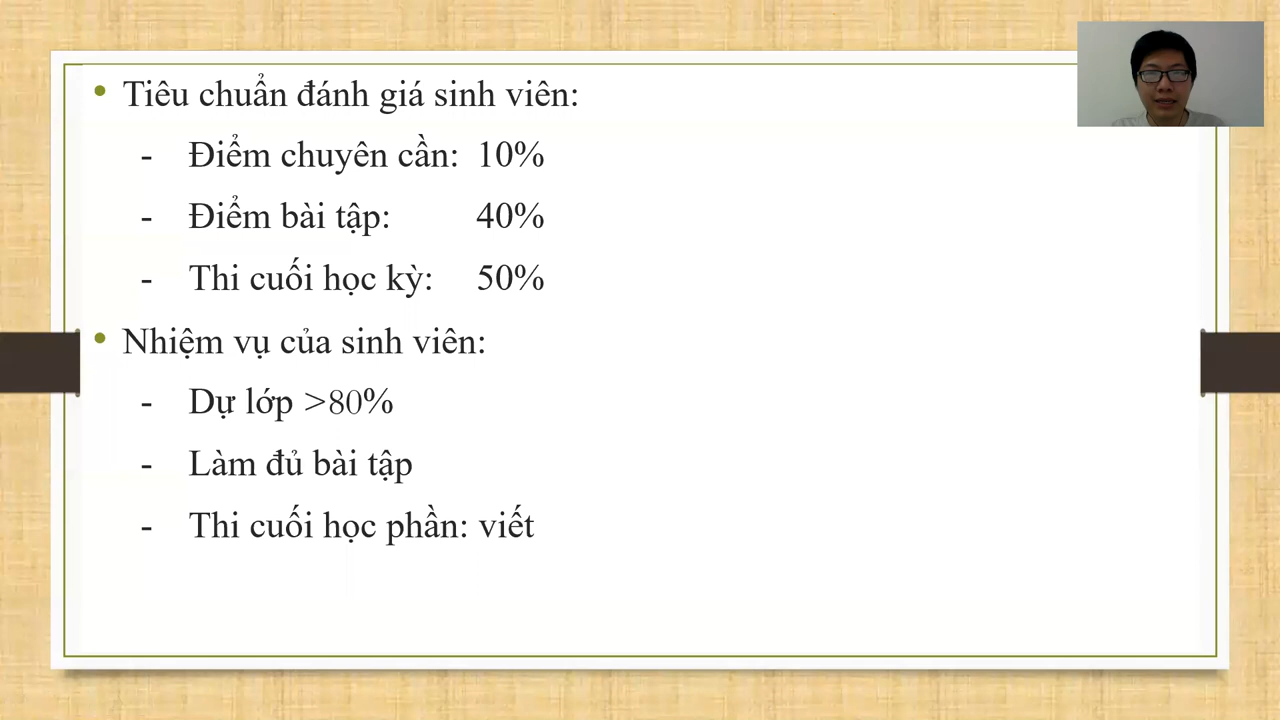 • Tiêu chuẩn đánh giá sinh viên:
- Điểm chuyên cần: 10%
- Điểm bài tập: 40%
- Thi cuối học kỳ: 50%
• Nhiệm vụ của sinh viên:
- Dự lớp >80%
- Làm đủ bài tập
- Thi cuối học phần: viết